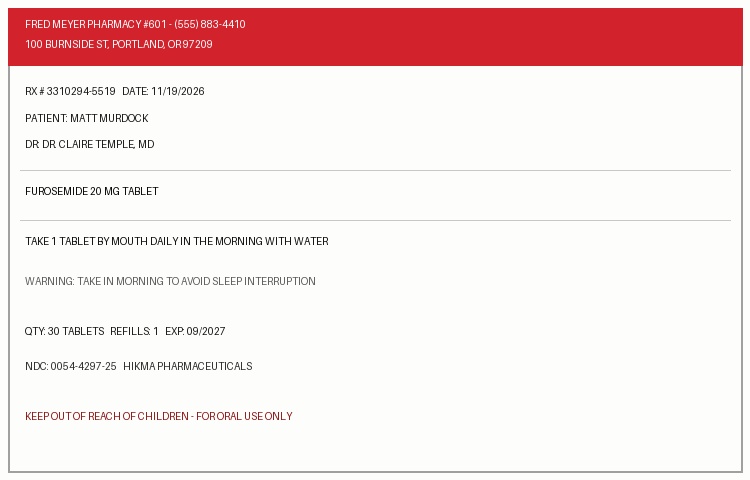 FRED MEYER PHARMACY #601 - (555) 883-4410
100 BURNSIDE ST, PORTLAND, OR 97209
RX # 3310294-5519 DATE: 11/19/2026
PATIENT: MATT MURDOCK
DR: DR. CLAIRE TEMPLE, MD
FUROSEMIDE 20 MG TABLET
TAKE 1 TABLET BY MOUTH DAILY IN THE MORNING WITH WATER
WARNING: TAKE IN MORNING TO AVOID SLEEP INTERRUPTION
QTY: 30 TABLETS REFILLS: 1 EXP: 09/2027
NDC: 0054-4297-25 HIKMA PHARMACEUTICALS
KEEP OUT OF REACH OF CHILDREN - FOR ORAL USE ONLY